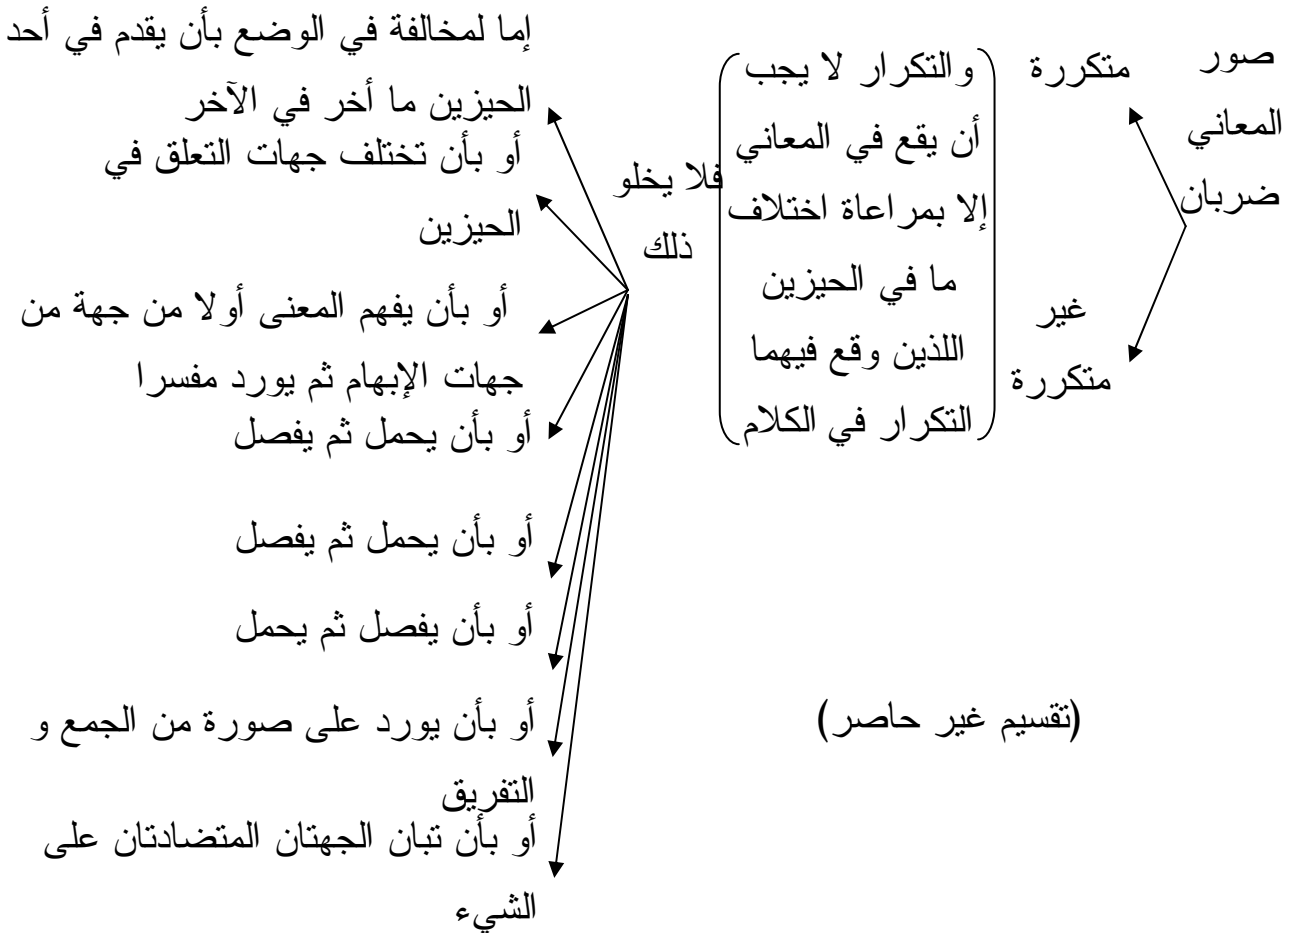 صور
المعاني
ضربان
متكررة
غير
متكررة
والتكرار لا يجب
أن يقع في المعاني
إلا بمراعاة اختلاف
ما في الحيزين
اللذين وقع فيهما
التكرار في الكلام
فلا يخلو
ذلك
إما لمخالفة في الوضع بأن يقدم في أحد
الحيزين ما أخر في الآخر
أو بأن تختلف جهات التعلق في
الحيزين
أو بأن يفهم المعنى أولا من جهة من
جهات الإبهام ثم يورد مفسرا
أو بأن يحمل ثم يفصل
أو بأن يحمل ثم يفصل
أو بأن يفصل ثم يحمل
أو بأن يورد على صورة من الجمع و
التفريق
أو بأن تبان الجهتان المتضادتان على
الشيء
(تقسيم غير حاصر)